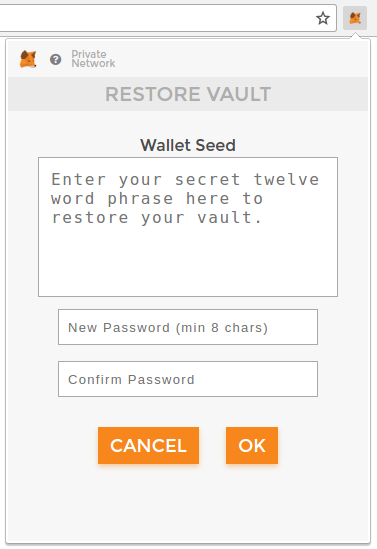 ?
Private
Network
RESTORE VAULT
Wallet Seed
Enter your secret twelve
word phrase here to
restore your vault.
New Password (min 8 chars)
Confirm Password
CANCEL
OK